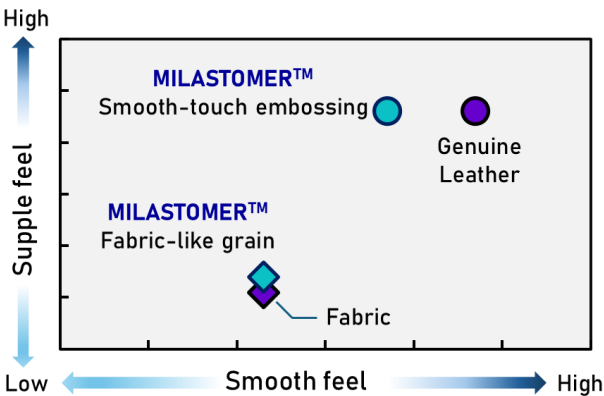 High
MILASTOMER™
Smooth-touch embossing
Genuine
Leather
Supple feel
MILASTOMER™
Fabric-like grain
Fabric
Low
Smooth feel
High